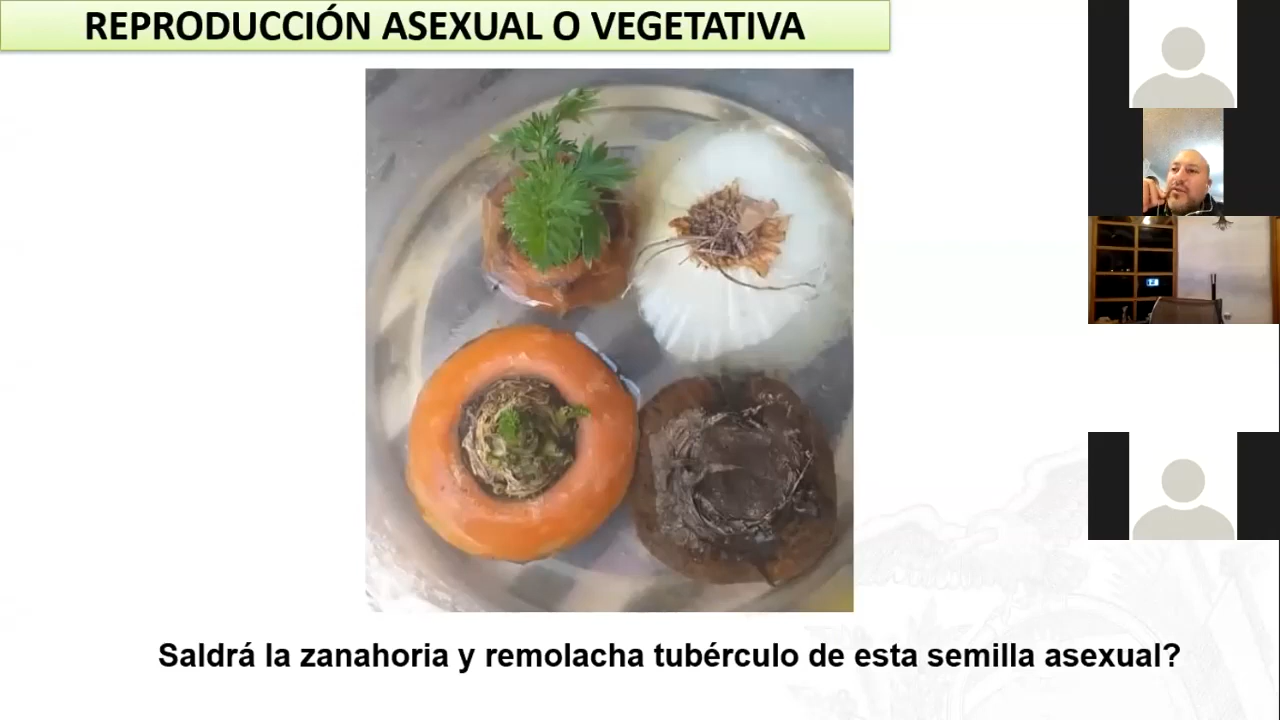 REPRODUCCIÓN ASEXUAL O VEGETATIVA
Saldrá la zanahoria y remolacha tubérculo de esta semilla asexual?